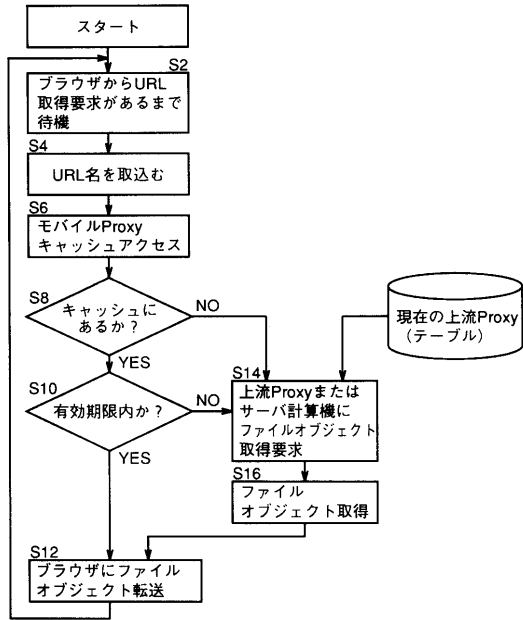 スタート
S2
ブラウザからURL
取得要求があるまで
待機
S4
URL名を取込む
S6
モバイルProxy
キャッシュアクセス
S8
キャッシュに
あるか？
NO
YES
現在の上流Proxy
（テーブル）
S10
有効期限内か？
NO
YES
S14
上流Proxyまたは
サーバ計算機に
ファイルオブジェクト
取得要求
S16
ファイル
オブジェクト取得
S12
ブラウザにファイル
オブジェクト転送